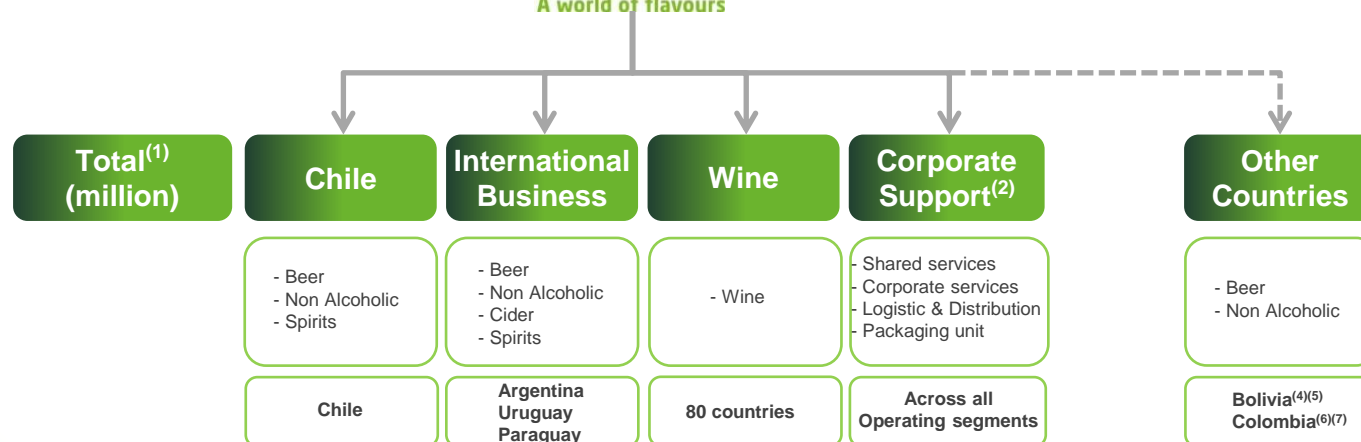 A world of flavours
Total(1)
(million)
Chile
International
Business
Wine
Corporate
Support(2)
Other
Countries
- Beer
- Non Alcoholic
- Spirits
- Beer
- Non Alcoholic
- Cider
- Spirits
- Wine
- Shared services
- Corporate services
- Logistic & Distribution
- Packaging unit
- Beer
- Non Alcoholic
Chile
Argentina
Uruguay
Paraguay
80 countries
Across all
Operating segments
Bolivia(4)(5)
Colombia(6)(7)